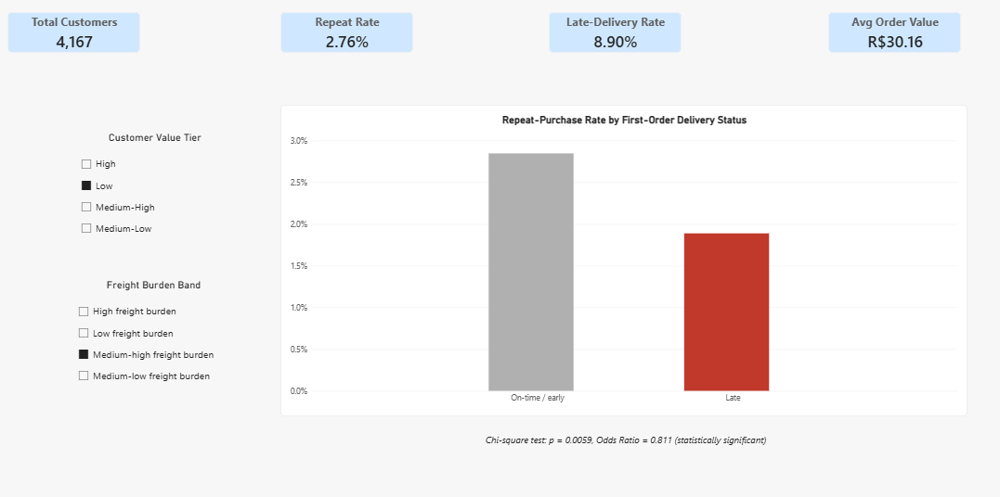 Total Customers
4,167
Repeat Rate
2.76%
Late-Delivery Rate
8.90%
Avg Order Value
R$30.16
Customer Value Tier
High
Low
Medium-High
Medium-Low
Freight Burden Band
High freight burden
Low freight burden
Medium-high freight burden
Medium-low freight burden
Repeat-Purchase Rate by First-Order Delivery Status
3.0%
2.5%
2.0%
1.5%
1.0%
0.5%
0.0%
On-time / early
Late
Chi-square test: p = 0.0059, Odds Ratio = 0.811 (statistically significant)